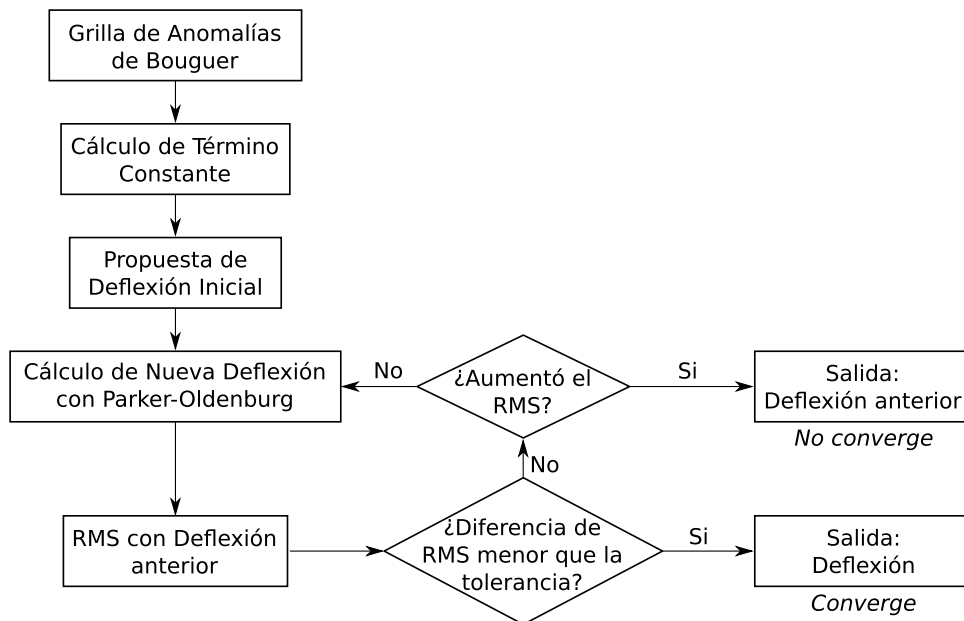 Grilla de Anomalías
de Bouguer
Cálculo de Término
Constante
Propuesta de
Deflexión Inicial
Cálculo de Nueva Deflexión
con Parker-Oldenburg
No
¿Aumentó el
RMS?
Si
Salida:
Deflexión anterior
No converge
No
RMS con Deflexión
anterior
¿Diferencia de
RMS menor que la
tolerancia?
Si
Salida:
Deflexión
Converge